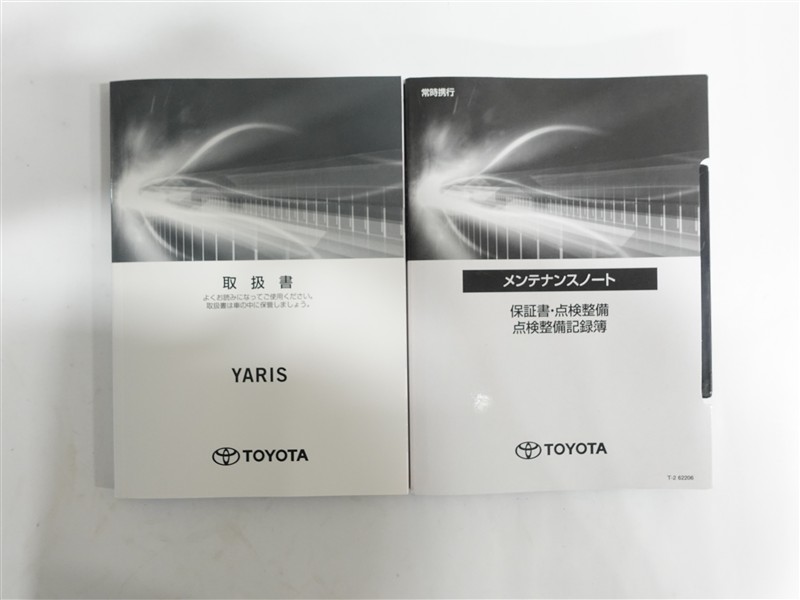 取扱書
よくお読みになってご使用ください。
取扱書は車の中に保管しましょう。
YARIS
TOYOTA
常時携行
メンテナンスノート
保証書・点検整備
点検整備記録簿
TOYOTA
T-2 62206